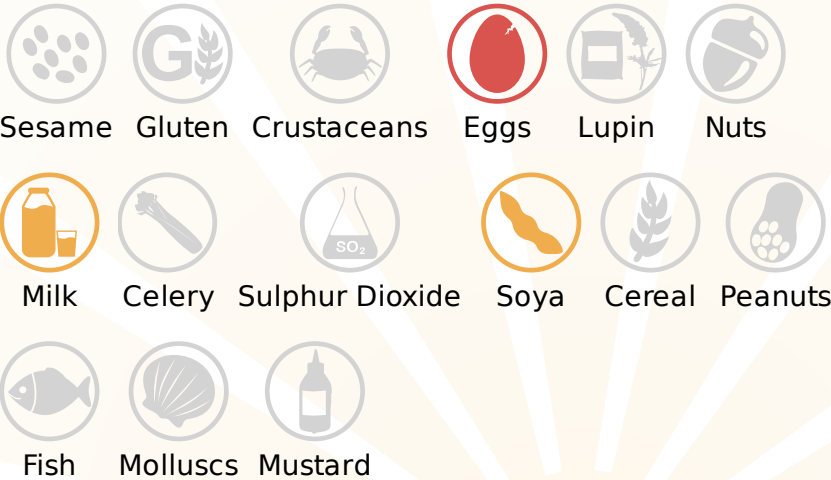 Sesame Gluten Crustaceans Eggs Lupin Nuts
G
SO₂
Milk Celery Sulphur Dioxide Soya Cereal Peanuts
Fish Molluscs Mustard